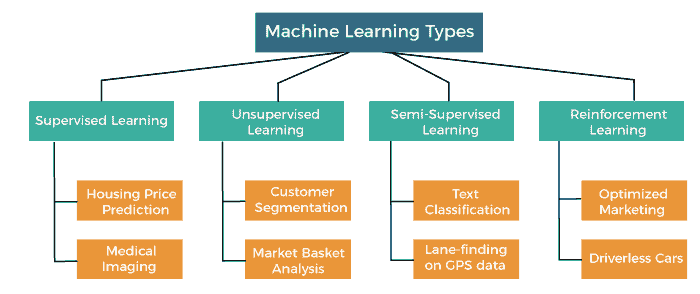 Machine Learning Types
Supervised Learning
Unsupervised
Learning
Semi-Supervised
Learning
Reinforcement
Learning
Housing Price
Prediction
Medical
Imaging
Customer
Segmentation
Market Basket
Analysis
Text
Classification
Lane-finding
on GPS data
Optimized
Marketing
Driverless Cars